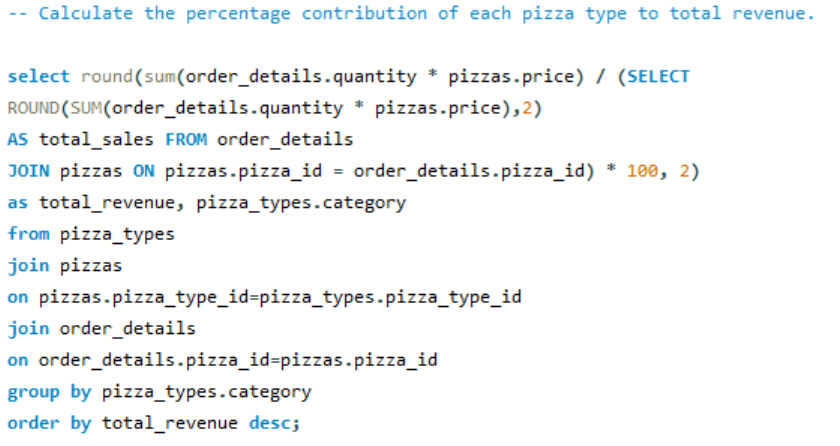 -- Calculate the percentage contribution of each pizza type to total revenue.
select round(sum(order_details.quantity * pizzas.price) / (SELECT
ROUND(SUM(order_details.quantity * pizzas.price),2)
AS total_sales FROM order_details
JOIN pizzas ON pizzas.pizza_id = order_details.pizza_id) * 100, 2)
as total_revenue, pizza_types.category
from pizza_types
join pizzas
on pizzas.pizza_type_id=pizza_types.pizza_type_id
join order_details
on order_details.pizza_id=pizzas.pizza_id
group by pizza_types.category
order by total_revenue desc;